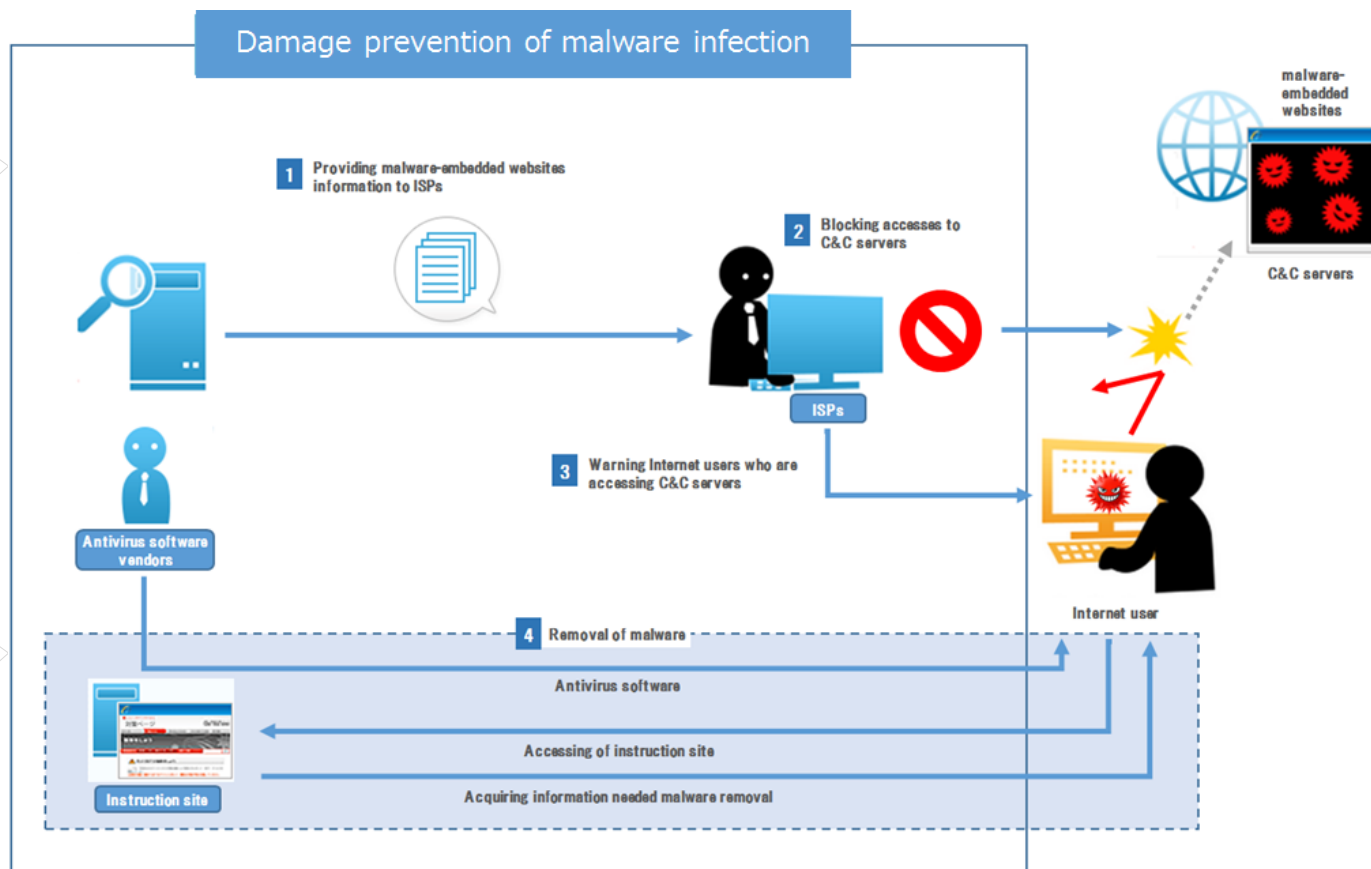 Damage prevention of malware infection
malware-
embedded
websites
1
Providing malware-embedded websites
information to ISPs
2
Blocking accesses to
C&C servers
C&C servers
ISPs
3
Warning Internet users who are
accessing C&C servers
Antivirus software
vendors
Internet user
4
Removal of malware
Antivirus software
Accessing of instruction site
Acquiring information needed malware removal
Instruction site